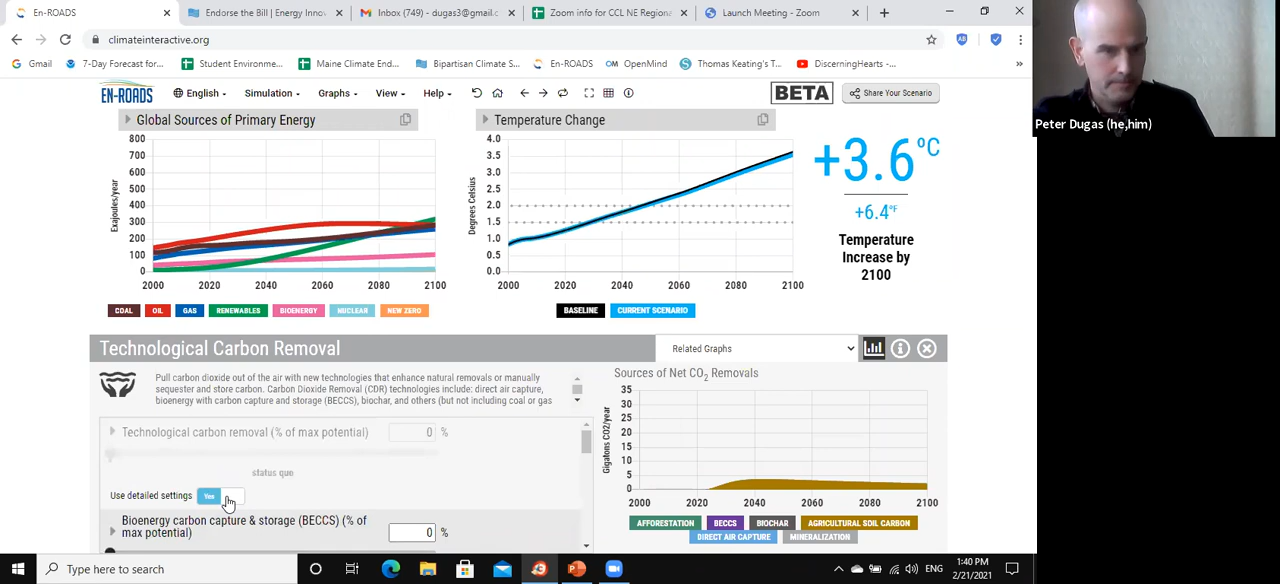 En-ROADS
Endorse the Bill | Energy Innov
Inbox (749) - dugas3@gmail.c
Zoom info for CCL NE Regiona
Launch Meeting - Zoom
climateinteractive.org
Gmail
7-Day Forecast for...
Student Environme...
Maine Climate End...
Bipartisan Climate S...
En-ROADS
OpenMind
Thomas Keating's T...
DiscerningHearts -...
EN-ROADS
English
Simulation
Graphs
View
Help
BETA
Share Your Scenario
Global Sources of Primary Energy
Exajoules/year
800
700
600
500
400
300
200
100
0
2000 2020 2040 2060 2080 2100
COAL OIL GAS RENEWABLES BIOENERGY NUCLEAR NEW ZERO
Temperature Change
Degrees Celsius
4.0
3.5
3.0
2.5
2.0
1.5
1.0
0.5
0.0
2000 2020 2040 2060 2080 2100
BASELINE CURRENT SCENARIO
+3.6°C
+6.4°F
Temperature
Increase by
2100
Peter Dugas (he,him)
Technological Carbon Removal
Related Graphs
Pull carbon dioxide out of the air with new technologies that enhance natural removals or manually
sequester and store carbon. Carbon Dioxide Removal (CDR) technologies include: direct air capture,
bioenergy with carbon capture and storage (BECCS), biochar, and others (but not including coal or gas
Technological carbon removal (% of max potential) 0 %
status quo
Use detailed settings Yes
Bioenergy carbon capture & storage (BECCS) (% of
max potential) 0 %
Sources of Net CO2 Removals
Gigatons CO2/year
35
30
25
20
15
10
5
0
2000 2020 2040 2060 2080 2100
AFFORESTATION BECCS BIOCHAR AGRICULTURAL SOIL CARBON
DIRECT AIR CAPTURE MINERALIZATION
Type here to search
ENG
1:40 PM
2/21/2021